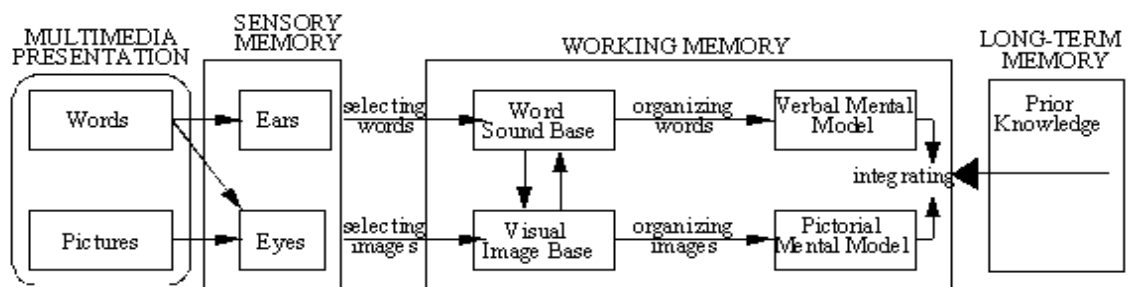 MULTIMEDIA
PRESENTATION
SENSORY
MEMORY
WORKING MEMORY
LONG-TERM
MEMORY
Words
Ears
selecting
words
Word
Sound Base
organizing
words
Verbal Mental
Model
Prior
Knowledge
integrating
Pictures
Eyes
selecting
images
Visual
Image Base
organizing
images
Pictorial
Mental Model